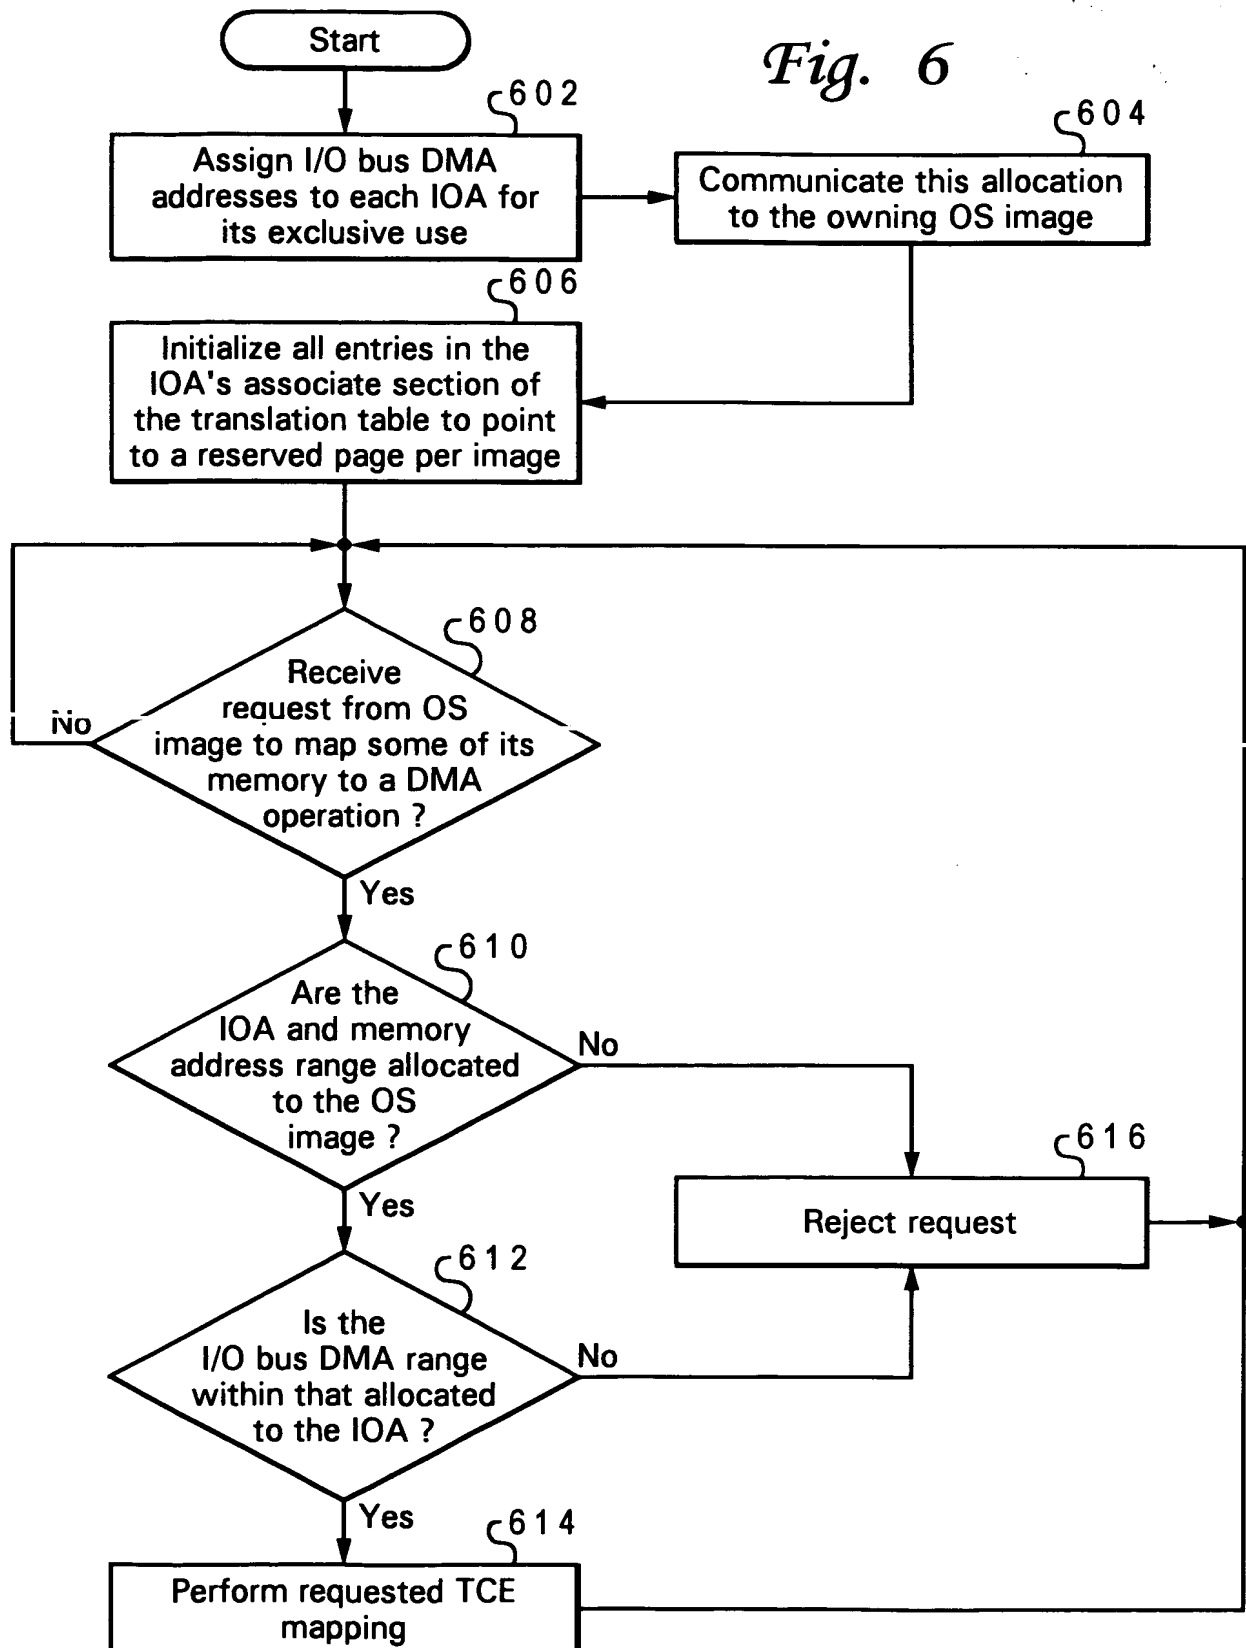 Start
Fig. 6
602
Assign I/O bus DMA
addresses to each IOA for
its exclusive use
604
Communicate this allocation
to the owning OS image
606
Initialize all entries in the
IOA's associate section of
the translation table to point
to a reserved page per image
608
Receive
request from OS
image to map some of its
memory to a DMA
operation ?
No
Yes
610
Are the
IOA and memory
address range allocated
to the OS
image ?
No
Yes
616
Reject request
612
Is the
I/O bus DMA range
within that allocated
to the IOA ?
No
Yes
614
Perform requested TCE
mapping